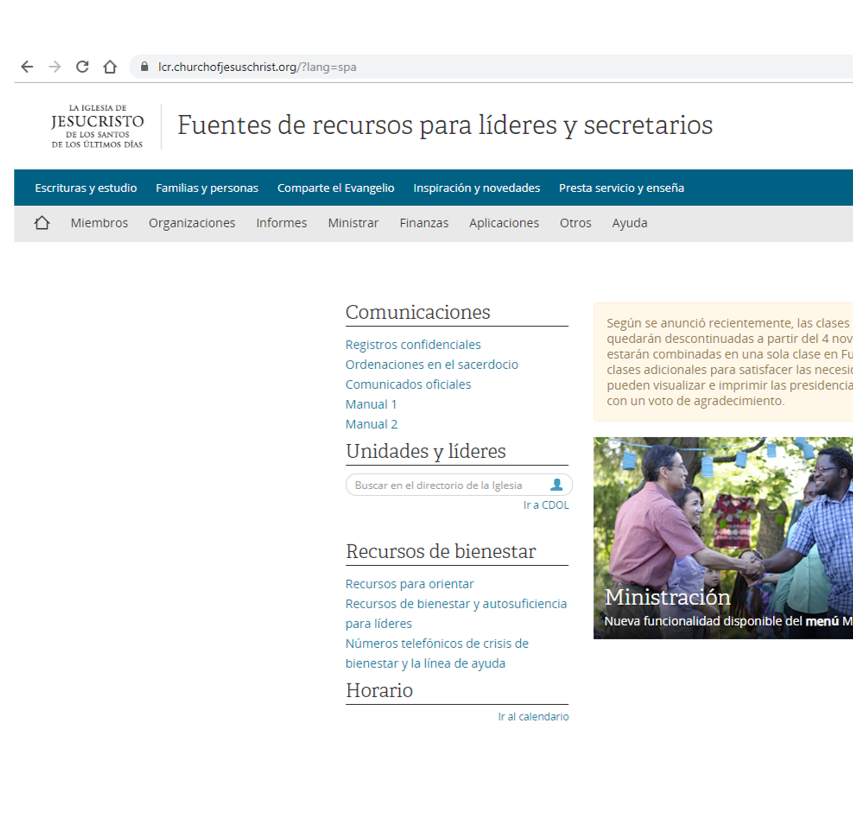 lcr.churchofjesuschrist.org/?lang=spa
LA IGLESIA DE
JESUCRISTO
DE LOS SANTOS
DE LOS ÚLTIMOS DÍAS
Fuentes de recursos para líderes y secretarios
Escrituras y estudio Familias y personas Comparte el Evangelio Inspiración y novedades Presta servicio y enseña
Miembros Organizaciones Informes Ministrar Finanzas Aplicaciones Otros Ayuda
Comunicaciones
Registros confidenciales
Ordenaciones en el sacerdocio
Comunicados oficiales
Manual 1
Manual 2
Unidades y líderes
Buscar en el directorio de la Iglesia
Ir a CDOL
Recursos de bienestar
Recursos para orientar
Recursos de bienestar y autosuficiencia
para líderes
Números telefónicos de crisis de
bienestar y la línea de ayuda
Horario
Ir al calendario
Según se anunció recientemente, las clases
quedarán descontinuadas a partir del 4 nov
estarán combinadas en una sola clase en Fu
clases adicionales para satisfacer las necesi
pueden visualizar e imprimir las presidencia
con un voto de agradecimiento.
Ministración
Nueva funcionalidad disponible del menú M